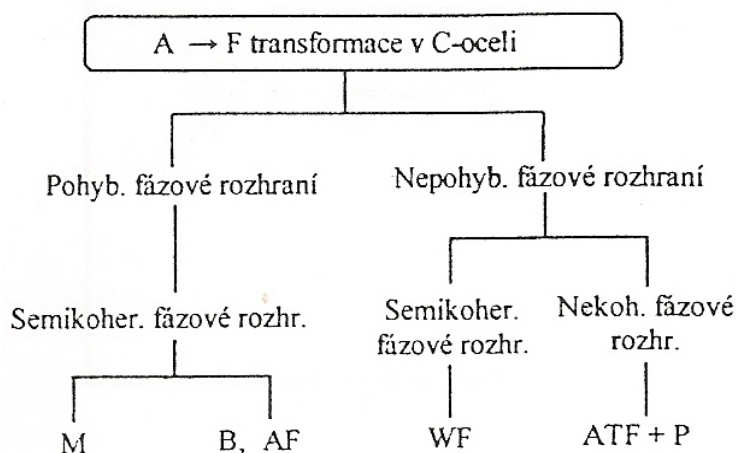 A → F transformace v C-oceli
Pohyb. fázové rozhraní
Nepohyb. fázové rozhraní
Semikoher. fázové rozhr.
Semikoher.
fázové rozhr.
Nekoh. fázové
rozhr.
M
B, AF
WF
ATF + P